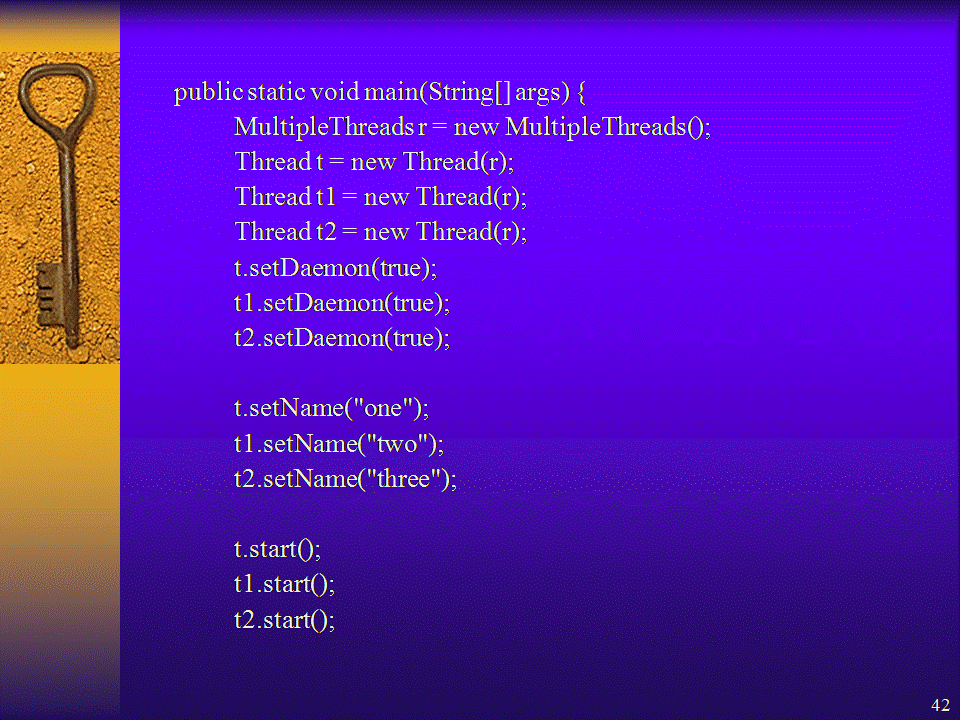 public static void main(String[] args) {
MultipleThreads r = new MultipleThreads();
Thread t = new Thread(r);
Thread t1 = new Thread(r);
Thread t2 = new Thread(r);
t.setDaemon(true);
t1.setDaemon(true);
t2.setDaemon(true);
t.setName("one");
t1.setName("two");
t2.setName("three");
t.start();
t1.start();
t2.start();
42